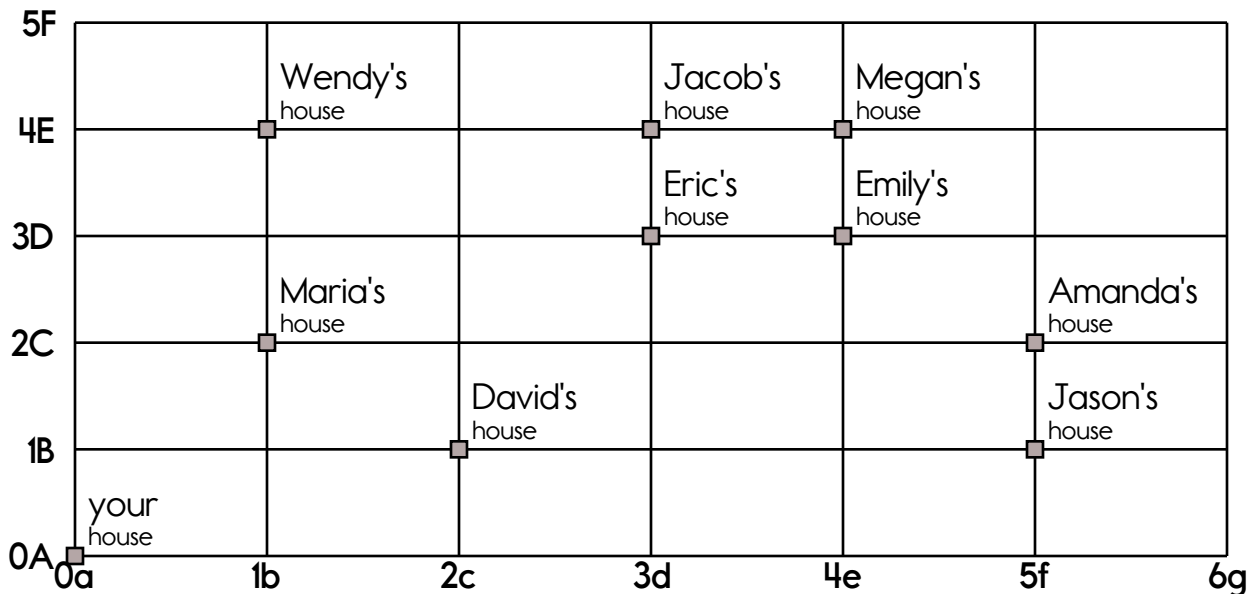 5F
Wendy's
house
Jacob's
house
Megan's
house
4E
Eric's
house
Emily's
house
3D
Maria's
house
Amanda's
house
2C
David's
house
Jason's
house
1B
your
house
0A
0a 1b 2c 3d 4e 5f 6g